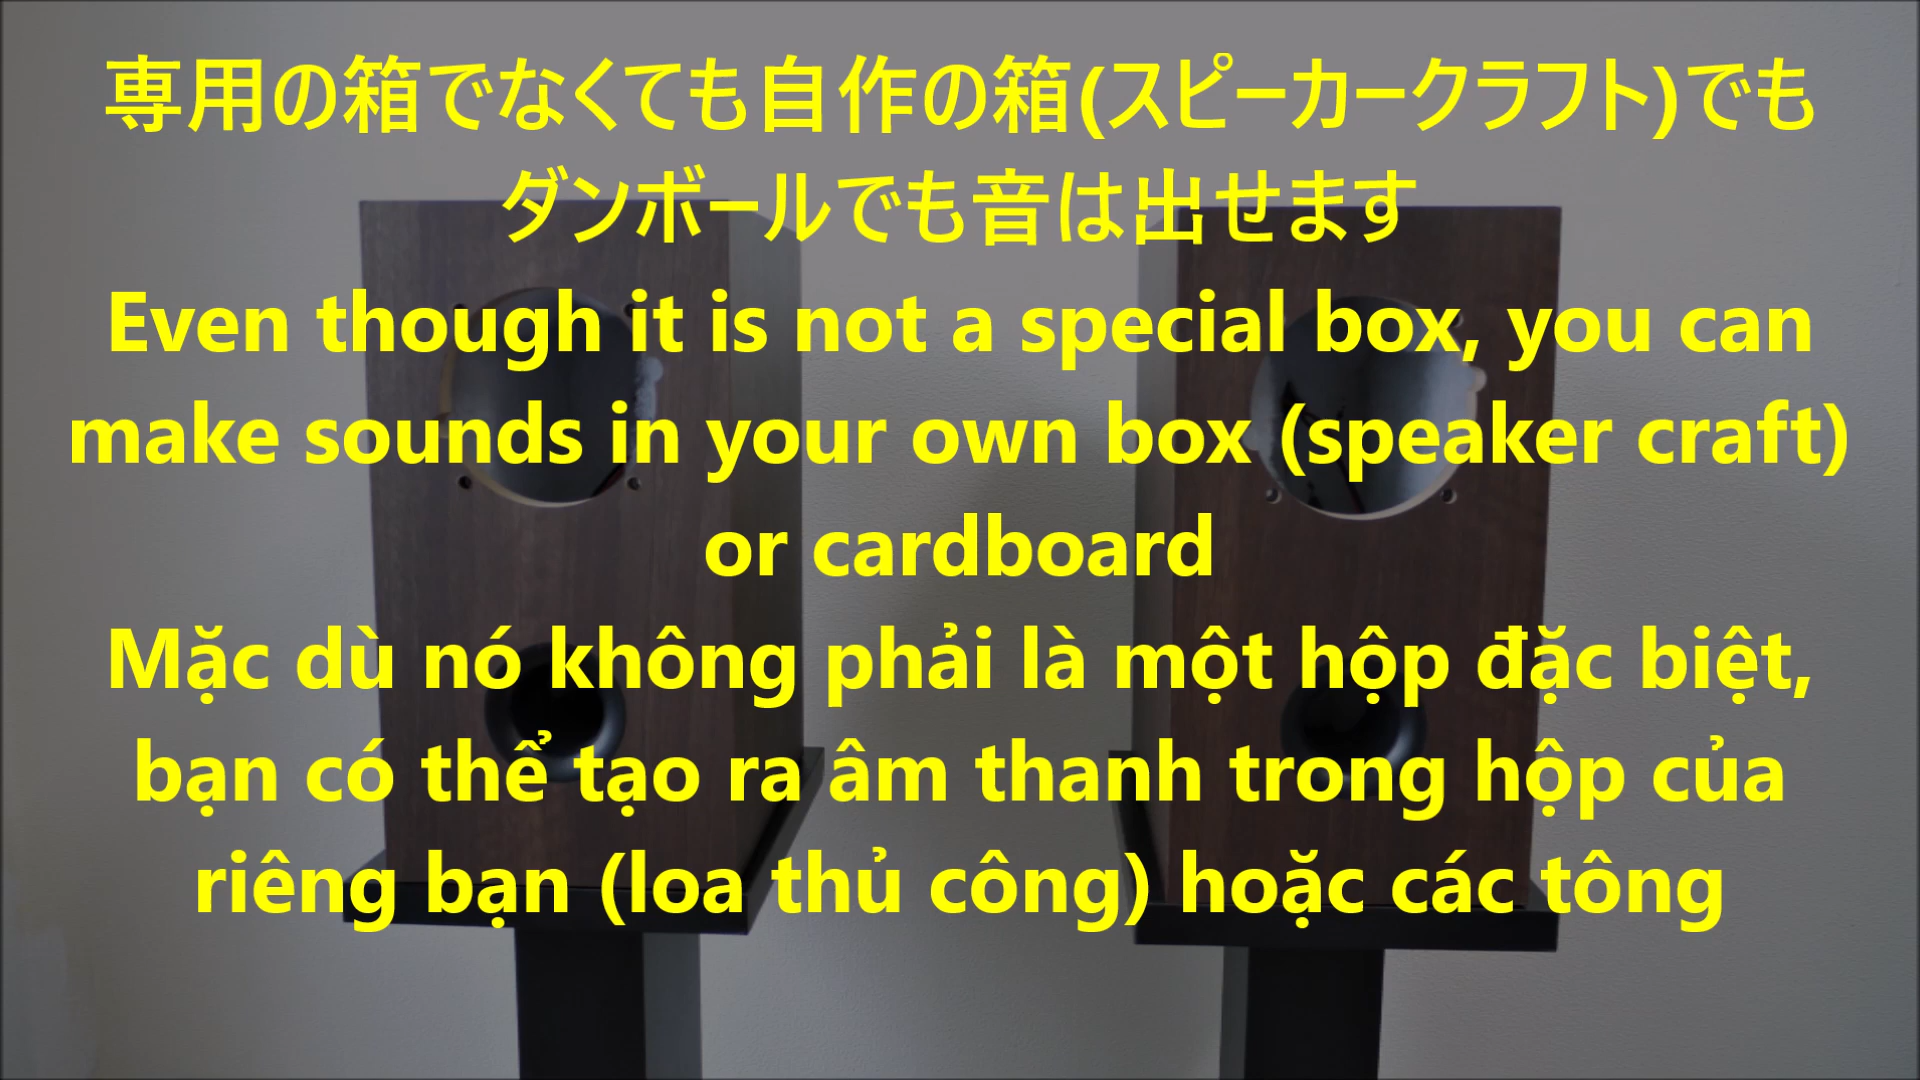 専用の箱でなくても自作の箱(スピーカークラフト)でも
ダンボールでも音は出せます
Even though it is not a special box, you can
make sounds in your own box (speaker craft)
or cardboard
Mặc dù nó không phải là một hộp đặc biệt,
bạn có thể tạo ra âm thanh trong hộp của
riêng bạn (loa thủ công) hoặc các tông